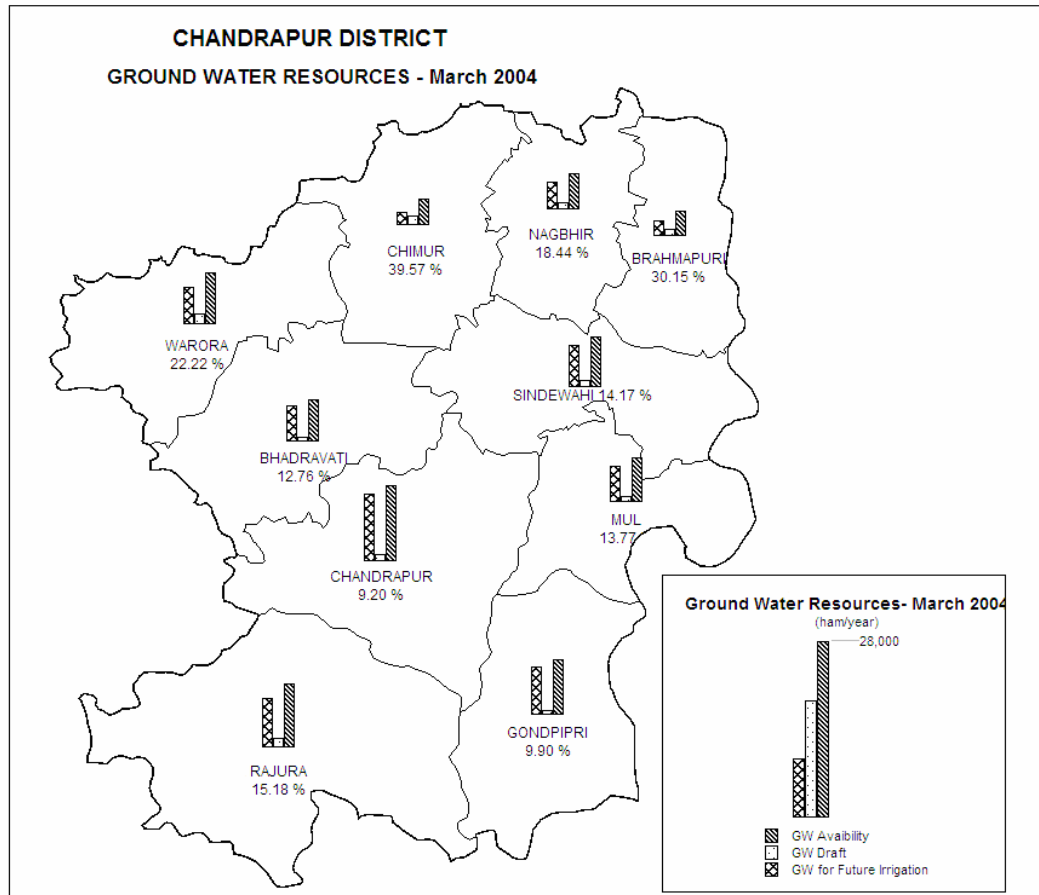 CHANDRAPUR DISTRICT
GROUND WATER RESOURCES - March 2004
NAGBHIR
18.44 %
CHIMUR
39.57 %
BRAHMAPURI
30.15 %
WARORA
22.22 %
SINDEWAHI 14.17 %
BHADRAVATI
12.76 %
MUL
13.77
CHANDRAPUR
9.20 %
GONDPIPRI
9.90 %
RAJURA
15.18 %
Ground Water Resources- March 2004
(ham/year)
28,000
GW Avaibility
GW Draft
GW for Future Irrigation